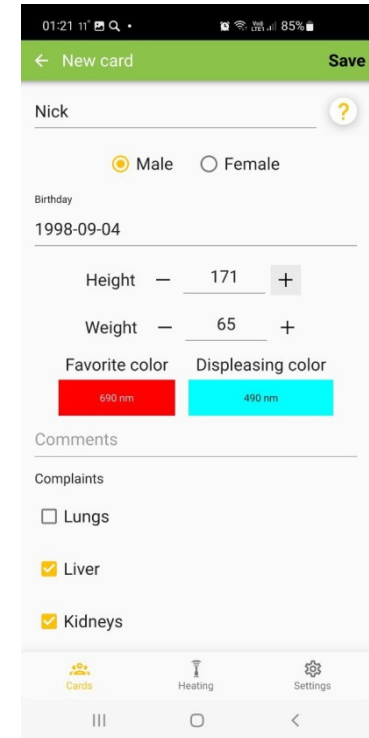 01:21 11° 85%
New card Save
Nick
?
Male Female
Birthday
1998-09-04
Height — 171 +
Weight — 65 +
Favorite color Displeasing color
690 nm 490 nm
Comments
Complaints
Lungs
Liver
Kidneys
Cards Heating Settings